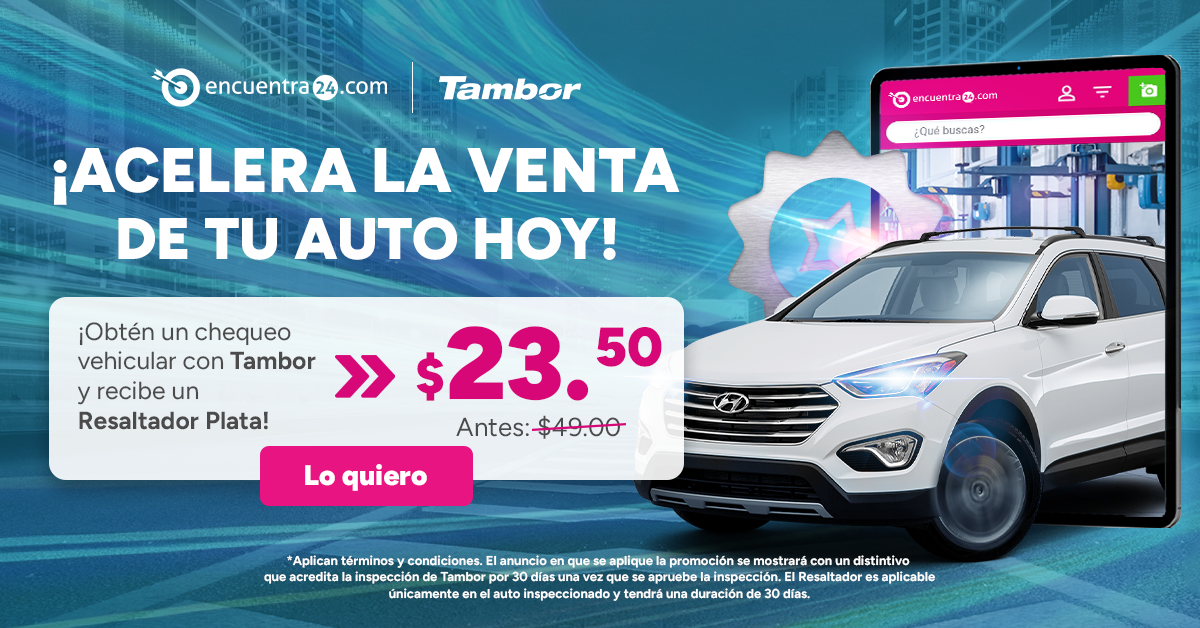 encuentra24.com
Tambor
¡ACELERA LA VENTA
DE TU AUTO HOY!
¡Obtén un chequeo
vehicular con Tambor
y recibe un
Resaltador Plata!
$23.50
Antes: $49.00
Lo quiero
encuentra24.com
¿Qué buscas?
*Aplican términos y condiciones. El anuncio en que se aplique la promoción se mostrará con un distintivo
que acredita la inspección de Tambor por 30 días una vez que se apruebe la inspección. El Resaltador es aplicable
únicamente en el auto inspeccionado y tendrá una duración de 30 días.